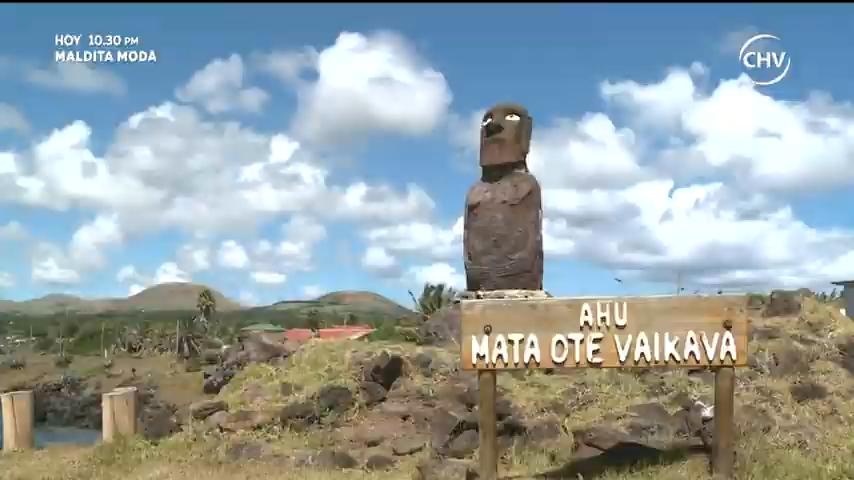 HOY 10.30 PM
MALDITA MODA
CHV
AHU
MATA OTE VAIKAVA